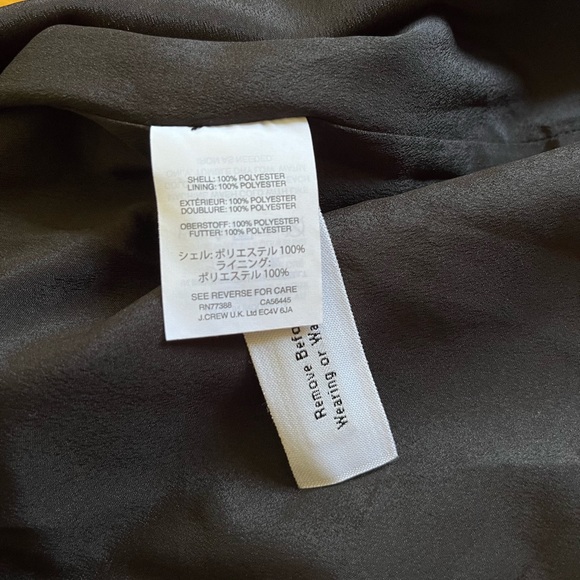 SHELL: 100% POLYESTER
LINING: 100% POLYESTER
EXTÉRIEUR: 100% POLYESTER
DOUBLURE: 100% POLYESTER
OBERSTOFF: 100% POLYESTER
FUTTER: 100% POLYESTER
シェル: ポリエステル 100%
ライニング:
ポリエステル 100%
SEE REVERSE FOR CARE
RN77388 CA56445
J.CREW U.K. Ltd EC4V 6JA
Remove Befo
Wearing or Wa